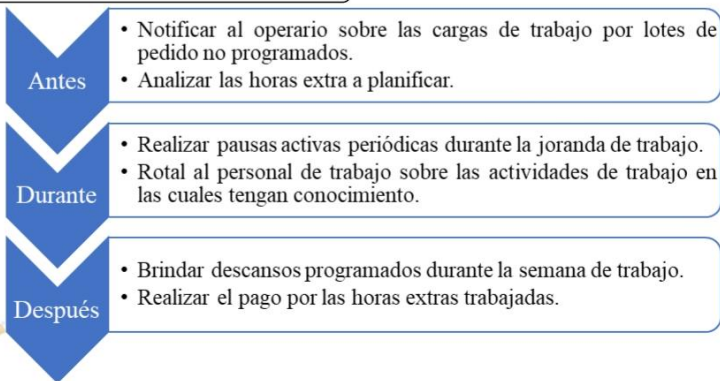 Antes
• Notificar al operario sobre las cargas de trabajo por lotes de
pedido no programados.
• Analizar las horas extra a planificar.
Durante
• Realizar pausas activas periódicas durante la joranda de trabajo.
• Rotal al personal de trabajo sobre las actividades de trabajo en
las cuales tengan conocimiento.
Después
• Brindar descansos programados durante la semana de trabajo.
• Realizar el pago por las horas extras trabajadas.